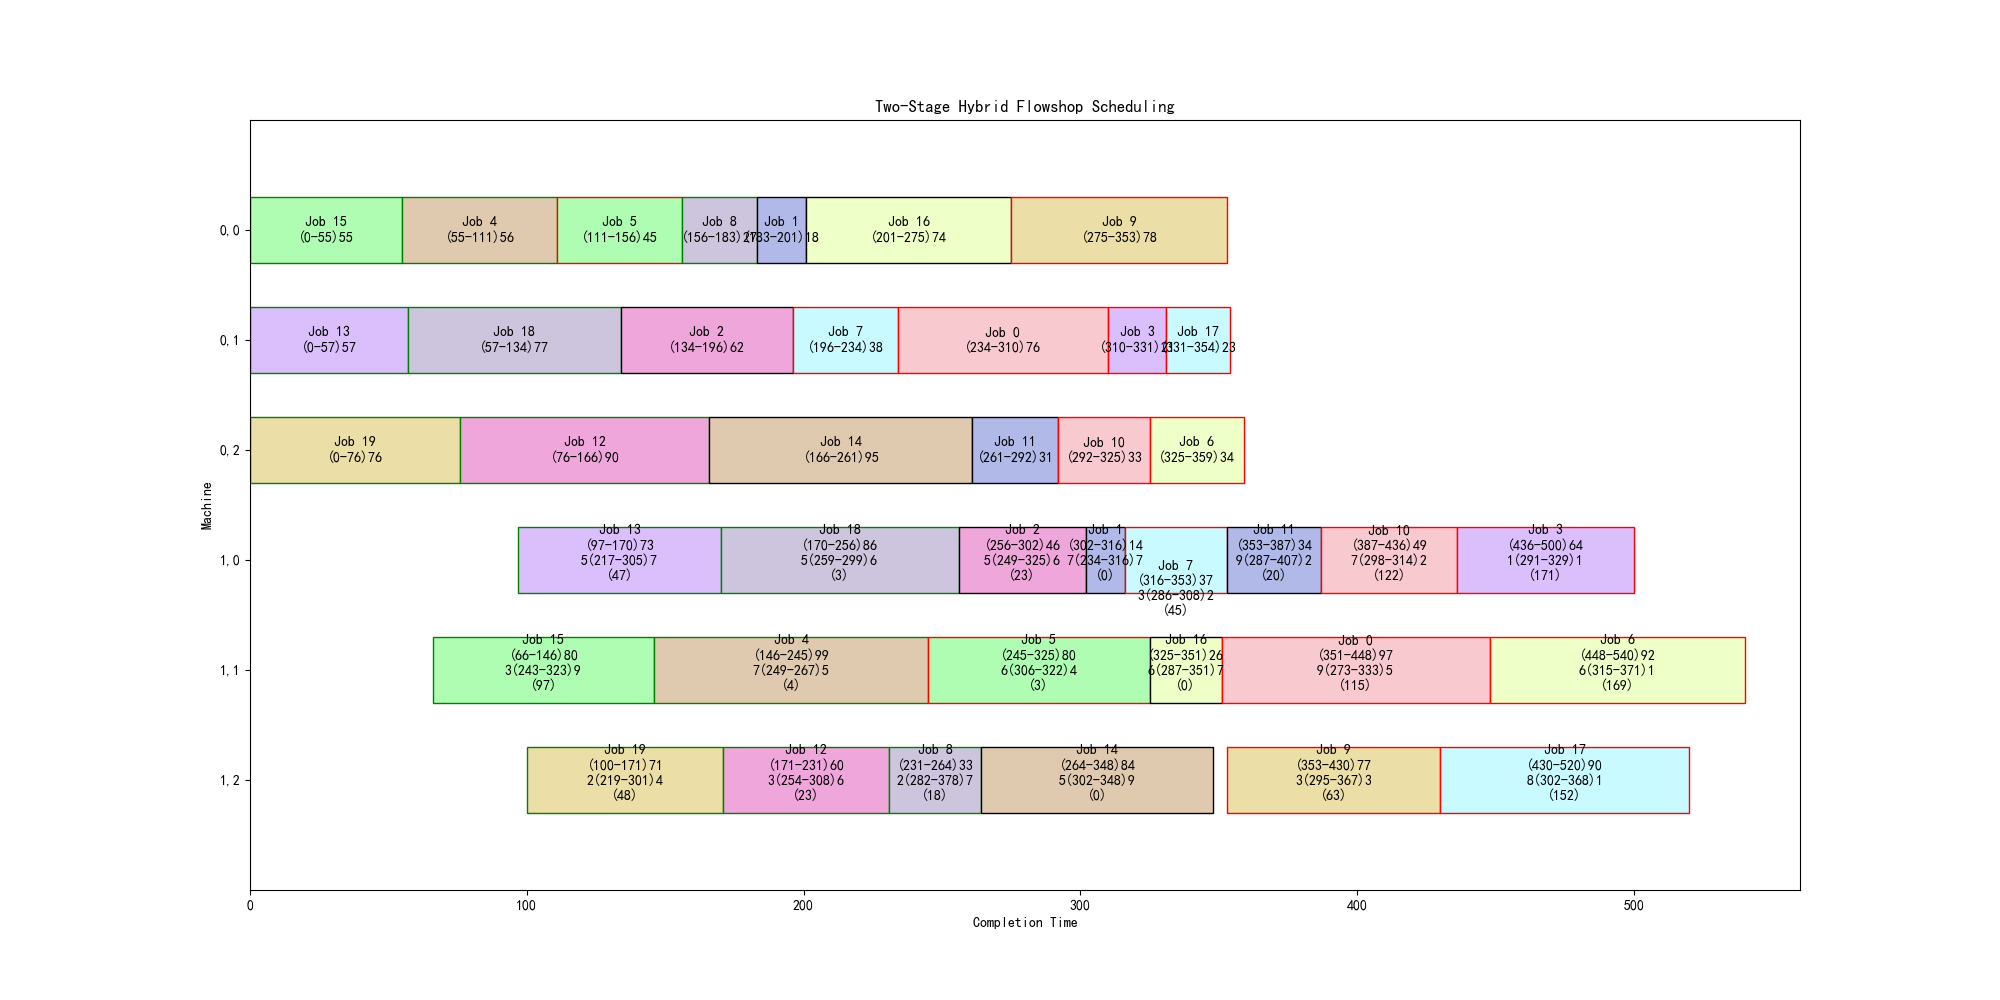 Two-Stage Hybrid Flowshop Scheduling
Machine
0,0
Job 15
(0-55)55
Job 4
(55-111)56
Job 5
(111-156)45
Job 8
(156-183)27
Job 1
(183-201)18
Job 16
(201-275)74
Job 9
(275-353)78
0,1
Job 13
(0-57)57
Job 18
(57-134)77
Job 2
(134-196)62
Job 7
(196-234)38
Job 0
(234-310)76
Job 3
(310-331)21
Job 17
(331-354)23
0,2
Job 19
(0-76)76
Job 12
(76-166)90
Job 14
(166-261)95
Job 11
(261-292)31
Job 10
(292-325)33
Job 6
(325-359)34
1,0
Job 13
(97-170)73
5(217-305)7
(47)
Job 18
(170-256)86
5(259-299)6
(3)
Job 2
(256-302)46
5(249-325)6
(23)
Job 1
(302-316)14
7(234-316)7
(0)
Job 7
(316-353)37
3(286-308)2
(45)
Job 11
(353-387)34
9(287-407)2
(20)
Job 10
(387-436)49
7(298-314)2
(122)
Job 3
(436-500)64
1(291-329)1
(171)
1,1
Job 15
(66-146)80
3(243-323)9
(97)
Job 4
(146-245)99
7(249-267)5
(4)
Job 5
(245-325)80
6(306-322)4
(3)
Job 16
(325-351)26
6(287-351)7
(0)
Job 0
(351-448)97
9(273-333)5
(115)
Job 6
(448-540)92
6(315-371)1
(169)
1,2
Job 19
(100-171)71
2(219-301)4
(48)
Job 12
(171-231)60
3(254-308)6
(23)
Job 8
(231-264)33
2(282-378)7
(18)
Job 14
(264-348)84
5(302-348)9
(0)
Job 9
(353-430)77
3(295-367)3
(63)
Job 17
(430-520)90
8(302-368)1
(152)
0
100
200
300
400
500
Completion Time